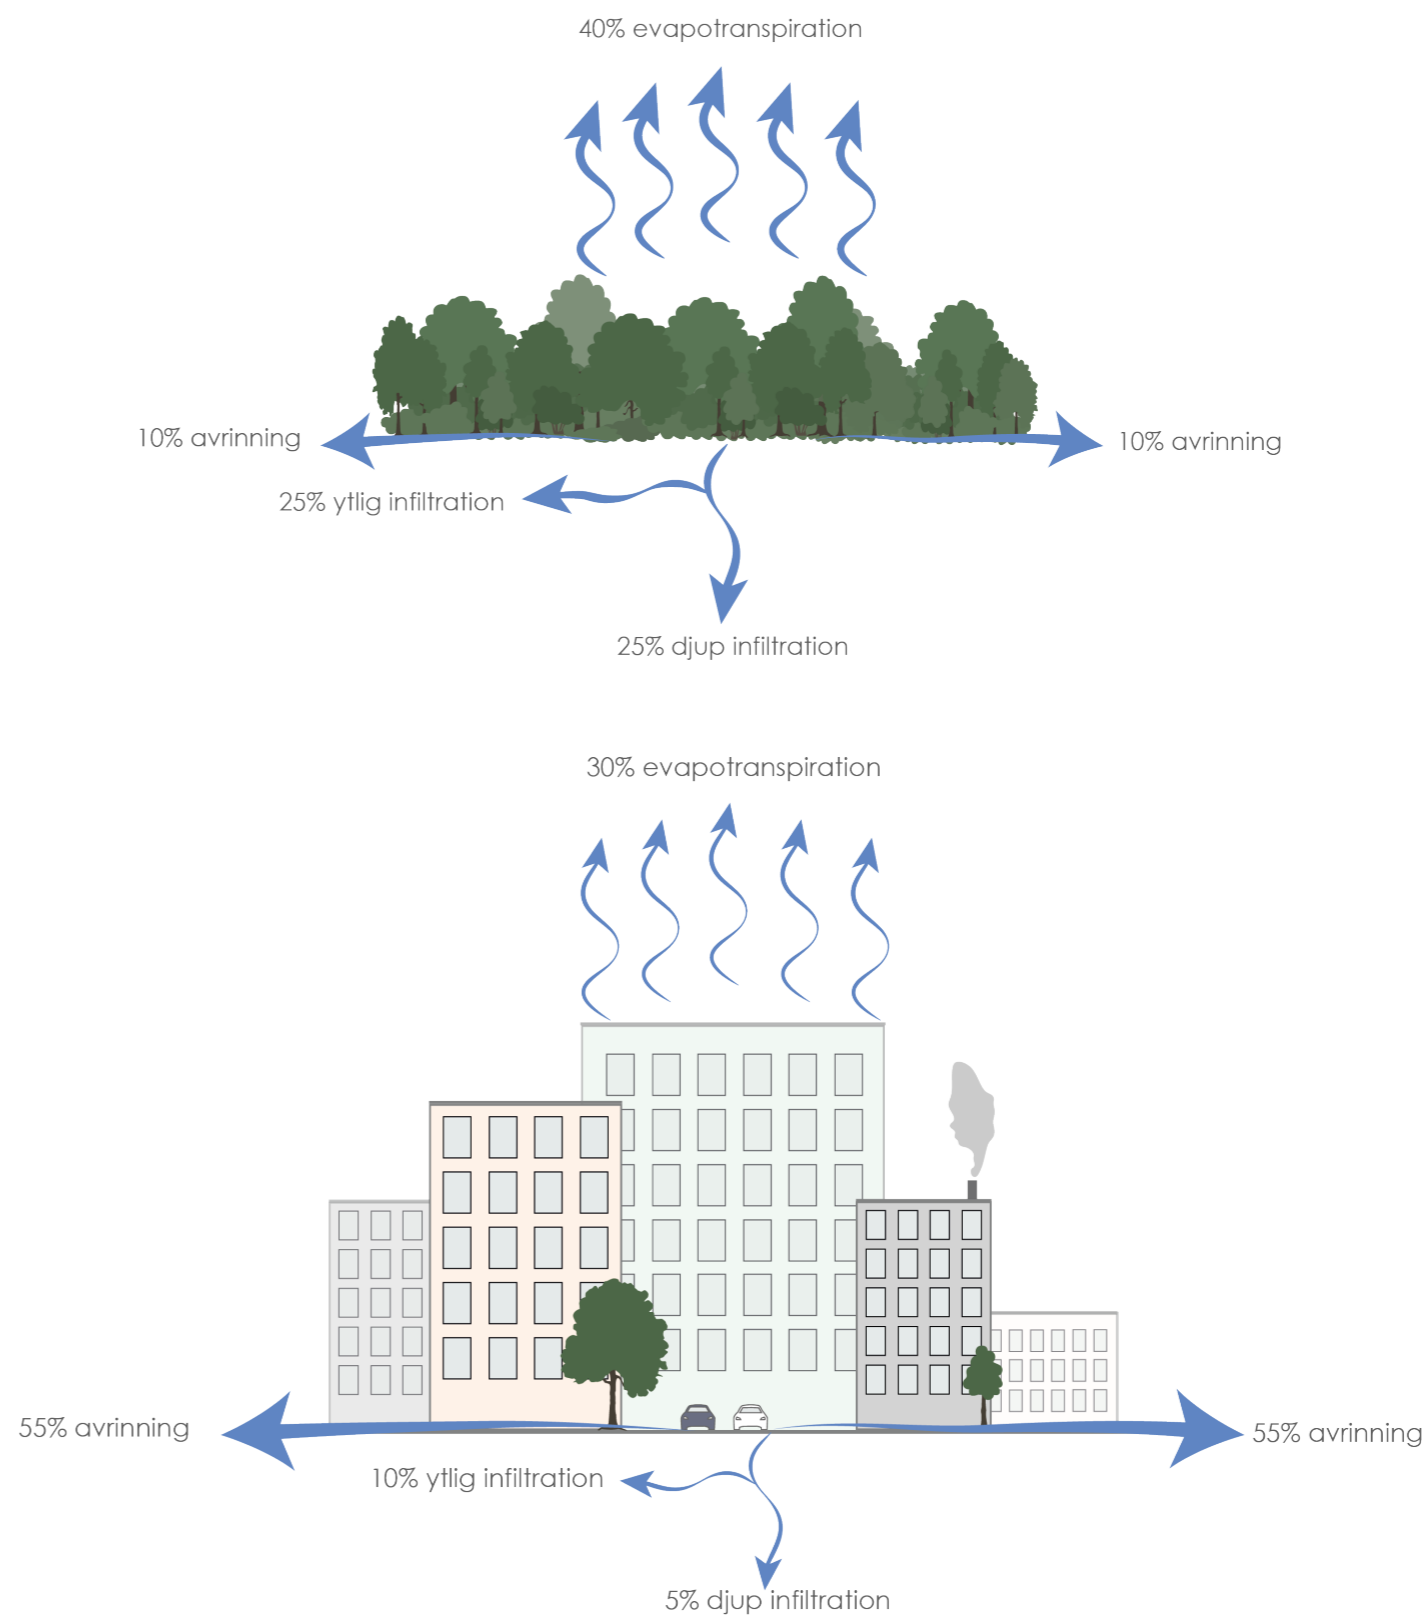 40% evapotranspiration
10% avrinning
10% avrinning
25% ytlig infiltration
25% djup infiltration
30% evapotranspiration
55% avrinning
55% avrinning
10% ytlig infiltration
5% djup infiltration